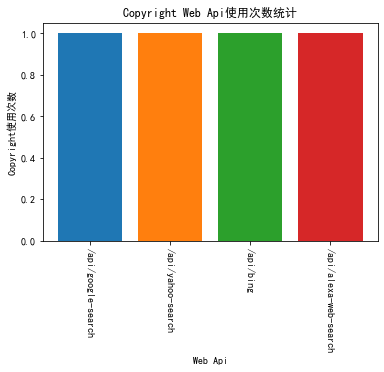 Copyright Web Api使用次数统计
Copyright使用次数
1.0
0.8
0.6
0.4
0.2
0.0
/api/google-search
/api/yahoo-search
/api/bing
/api/alexa-web-search
Web Api